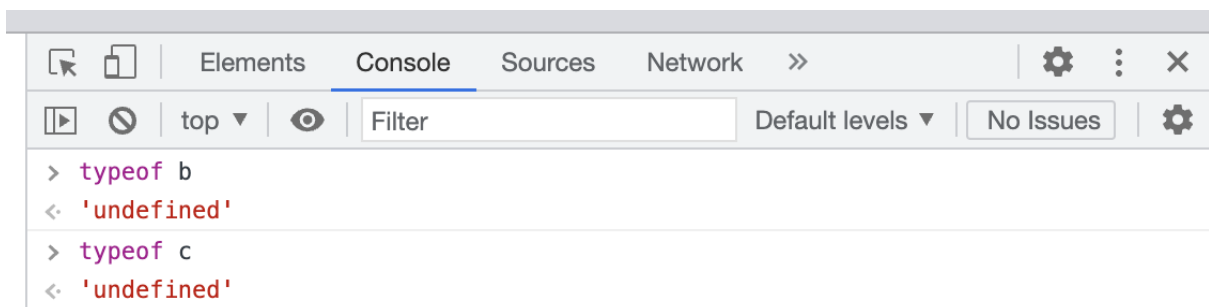 Elements Console Sources Network »
top ▼ Filter Default levels ▼ No Issues
> typeof b
'undefined'
> typeof c
'undefined'